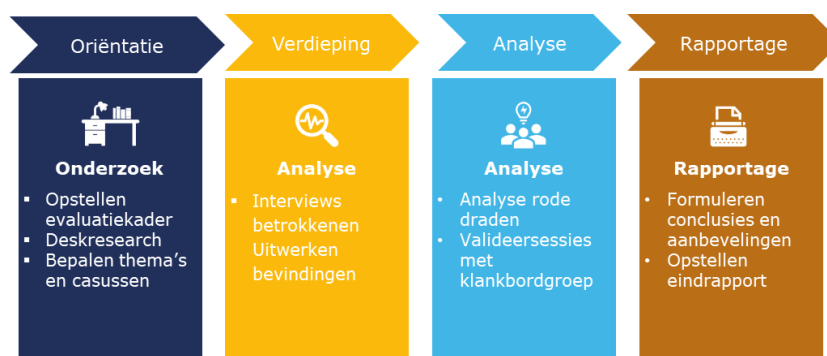 Oriëntatie
Verdieping
Analyse
Rapportage
Onderzoek
▪ Opstellen
evaluatiekader
▪ Deskresearch
▪ Bepalen thema's
en casussen
Analyse
▪ Interviews
betrokkenen
Uitwerken
bevindingen
Analyse
• Analyse rode
draden
• Valideersessies
met
klankbordgroep
Rapportage
• Formuleren
conclusies en
aanbevelingen
• Opstellen
eindrapport